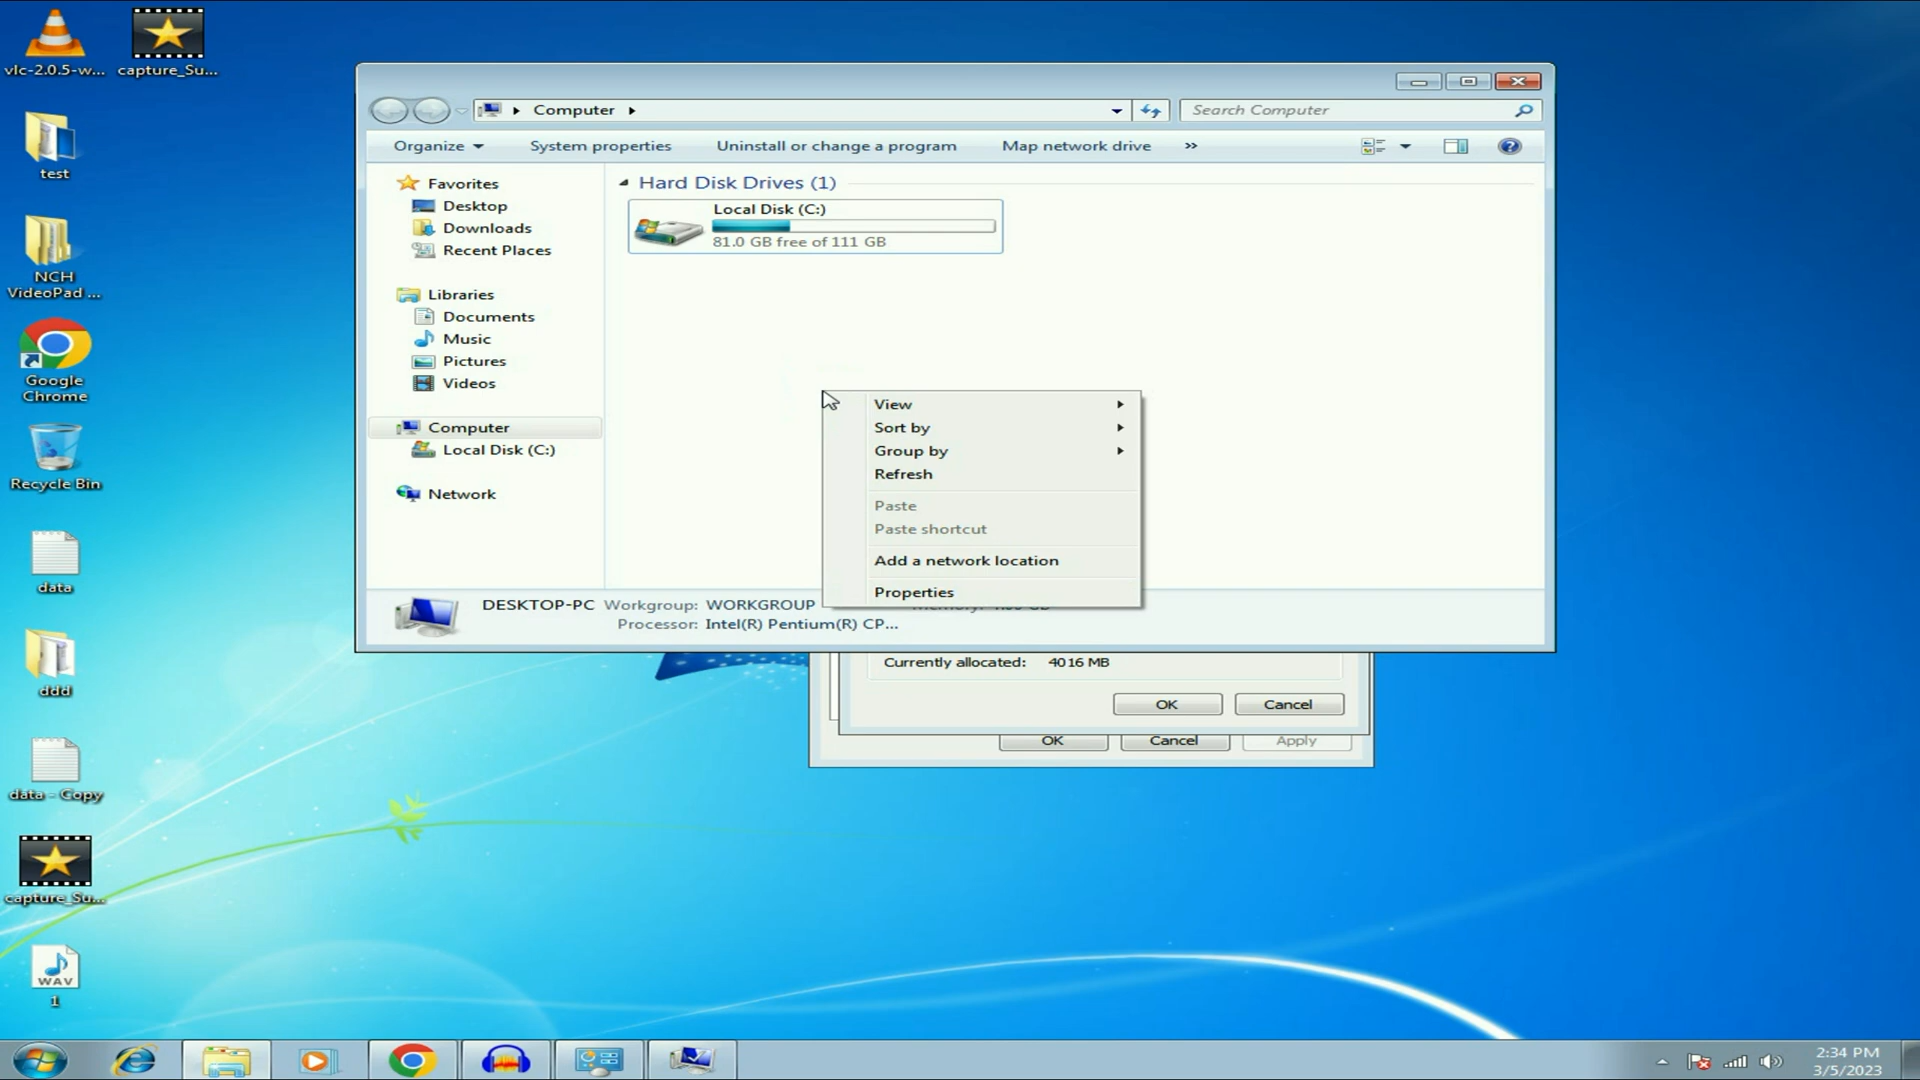 vlc-2.0.5-w...
capture_Su...
test
NCH
VideoPad ...
Google
Chrome
Recycle Bin
data
ddd
data - Copy
capture_Su...
WAV
1
Computer
Search Computer
Organize
System properties
Uninstall or change a program
Map network drive
»
Favorites
Desktop
Downloads
Recent Places
Libraries
Documents
Music
Pictures
Videos
Computer
Local Disk (C:)
Network
Hard Disk Drives (1)
Local Disk (C:)
81.0 GB free of 111 GB
View
Sort by
Group by
Refresh
Paste
Paste shortcut
Add a network location
Properties
DESKTOP-PC Workgroup: WORKGROUP
Processor: Intel(R) Pentium(R) CP...
Currently allocated: 4016 MB
OK Cancel
OK Cancel Apply
2:34 PM
3/5/2023